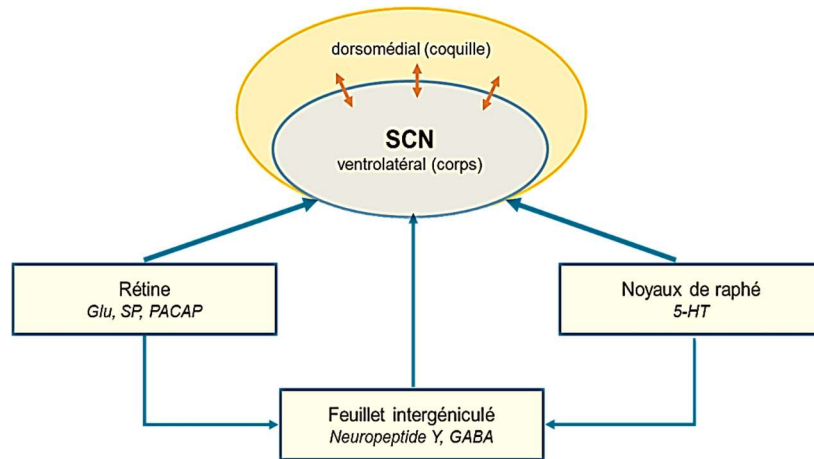 dorsomédial (coquille)
SCN
ventrolatéral (corps)
Rétine
Glu, SP, PACAP
Noyaux de raphé
5-HT
Feuillet intergéniculé
Neuropeptide Y, GABA